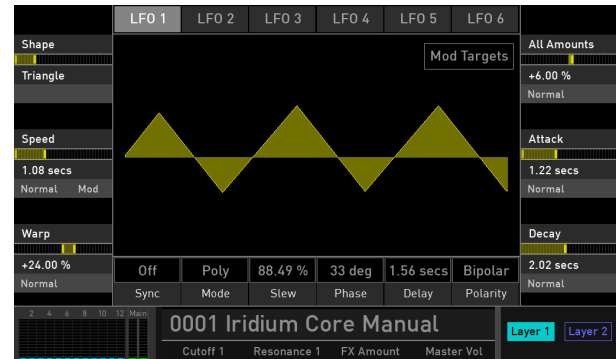 LFO 1 LFO 2 LFO 3 LFO 4 LFO 5 LFO 6
Shape
Triangle
Speed
1.08 secs
Normal Mod
Warp
+24.00 %
Normal
Mod Targets
All Amounts
+6.00 %
Normal
Attack
1.22 secs
Normal
Decay
2.02 secs
Normal
Off Poly 88.49 % 33 deg 1.56 secs Bipolar
Sync Mode Slew Phase Delay Polarity
2 4 6 8 10 12 Main
0001 Iridium Core Manual
Cutoff 1 Resonance 1 FX Amount Master Vol
Layer 1 Layer 2